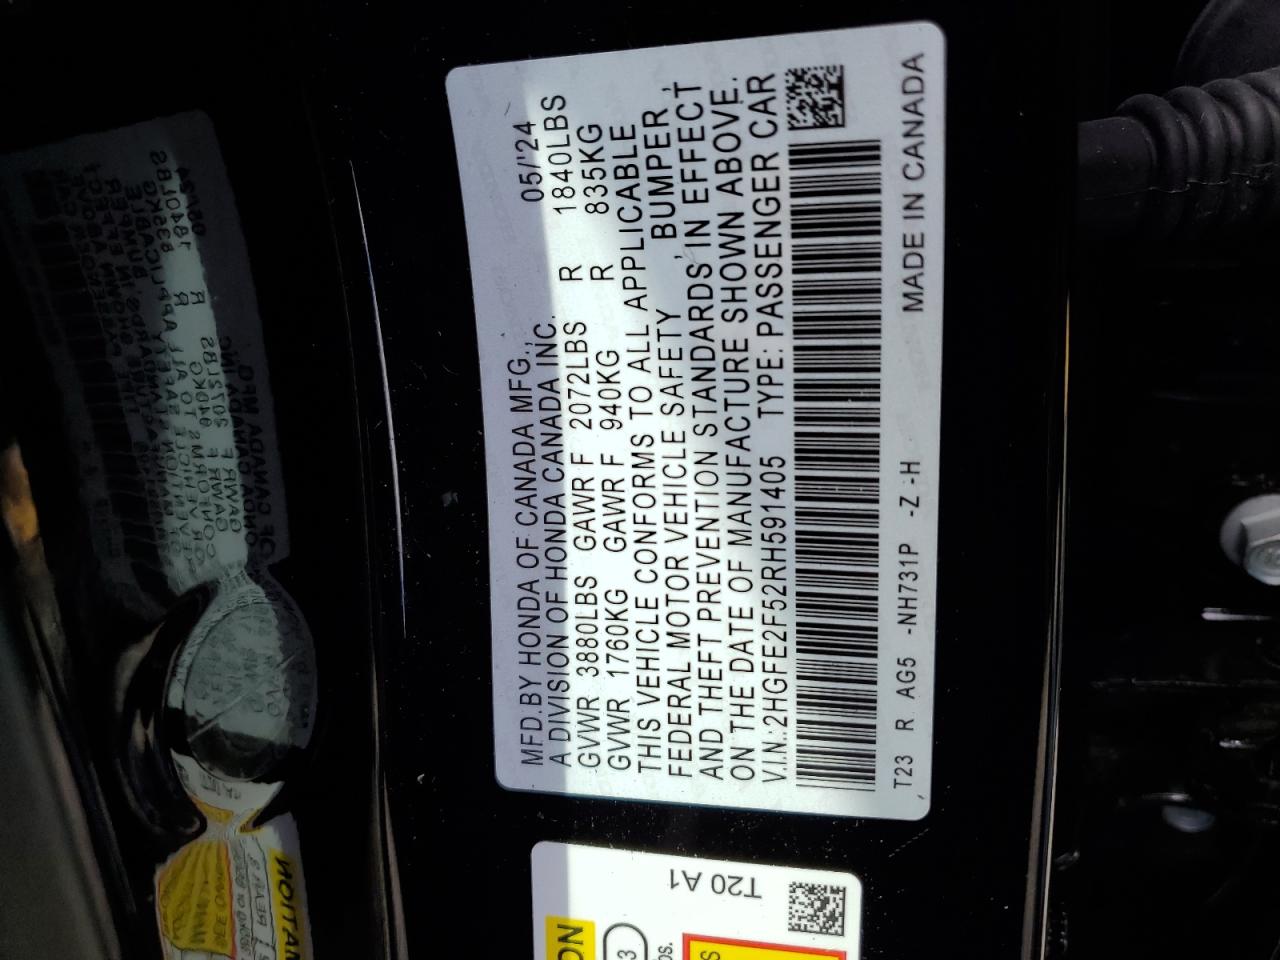 MFD.BY HONDA OF CANADA MFG., 05/'24
A DIVISION OF HONDA CANADA INC.
GVWR 3880LBS GAWR F 2072LBS R 1840LBS
GVWR 1760KG GAWR F 940KG R 835KG
THIS VEHICLE CONFORMS TO ALL APPLICABLE
FEDERAL MOTOR VEHICLE SAFETY, BUMPER,
AND THEFT PREVENTION STANDARDS IN EFFECT
ON THE DATE OF MANUFACTURE SHOWN ABOVE.
V.I.N.:2HGFE2F52RH591405 TYPE: PASSENGER CAR
T23 R AG5 -NH731P -Z -H MADE IN CANADA
T20 A1